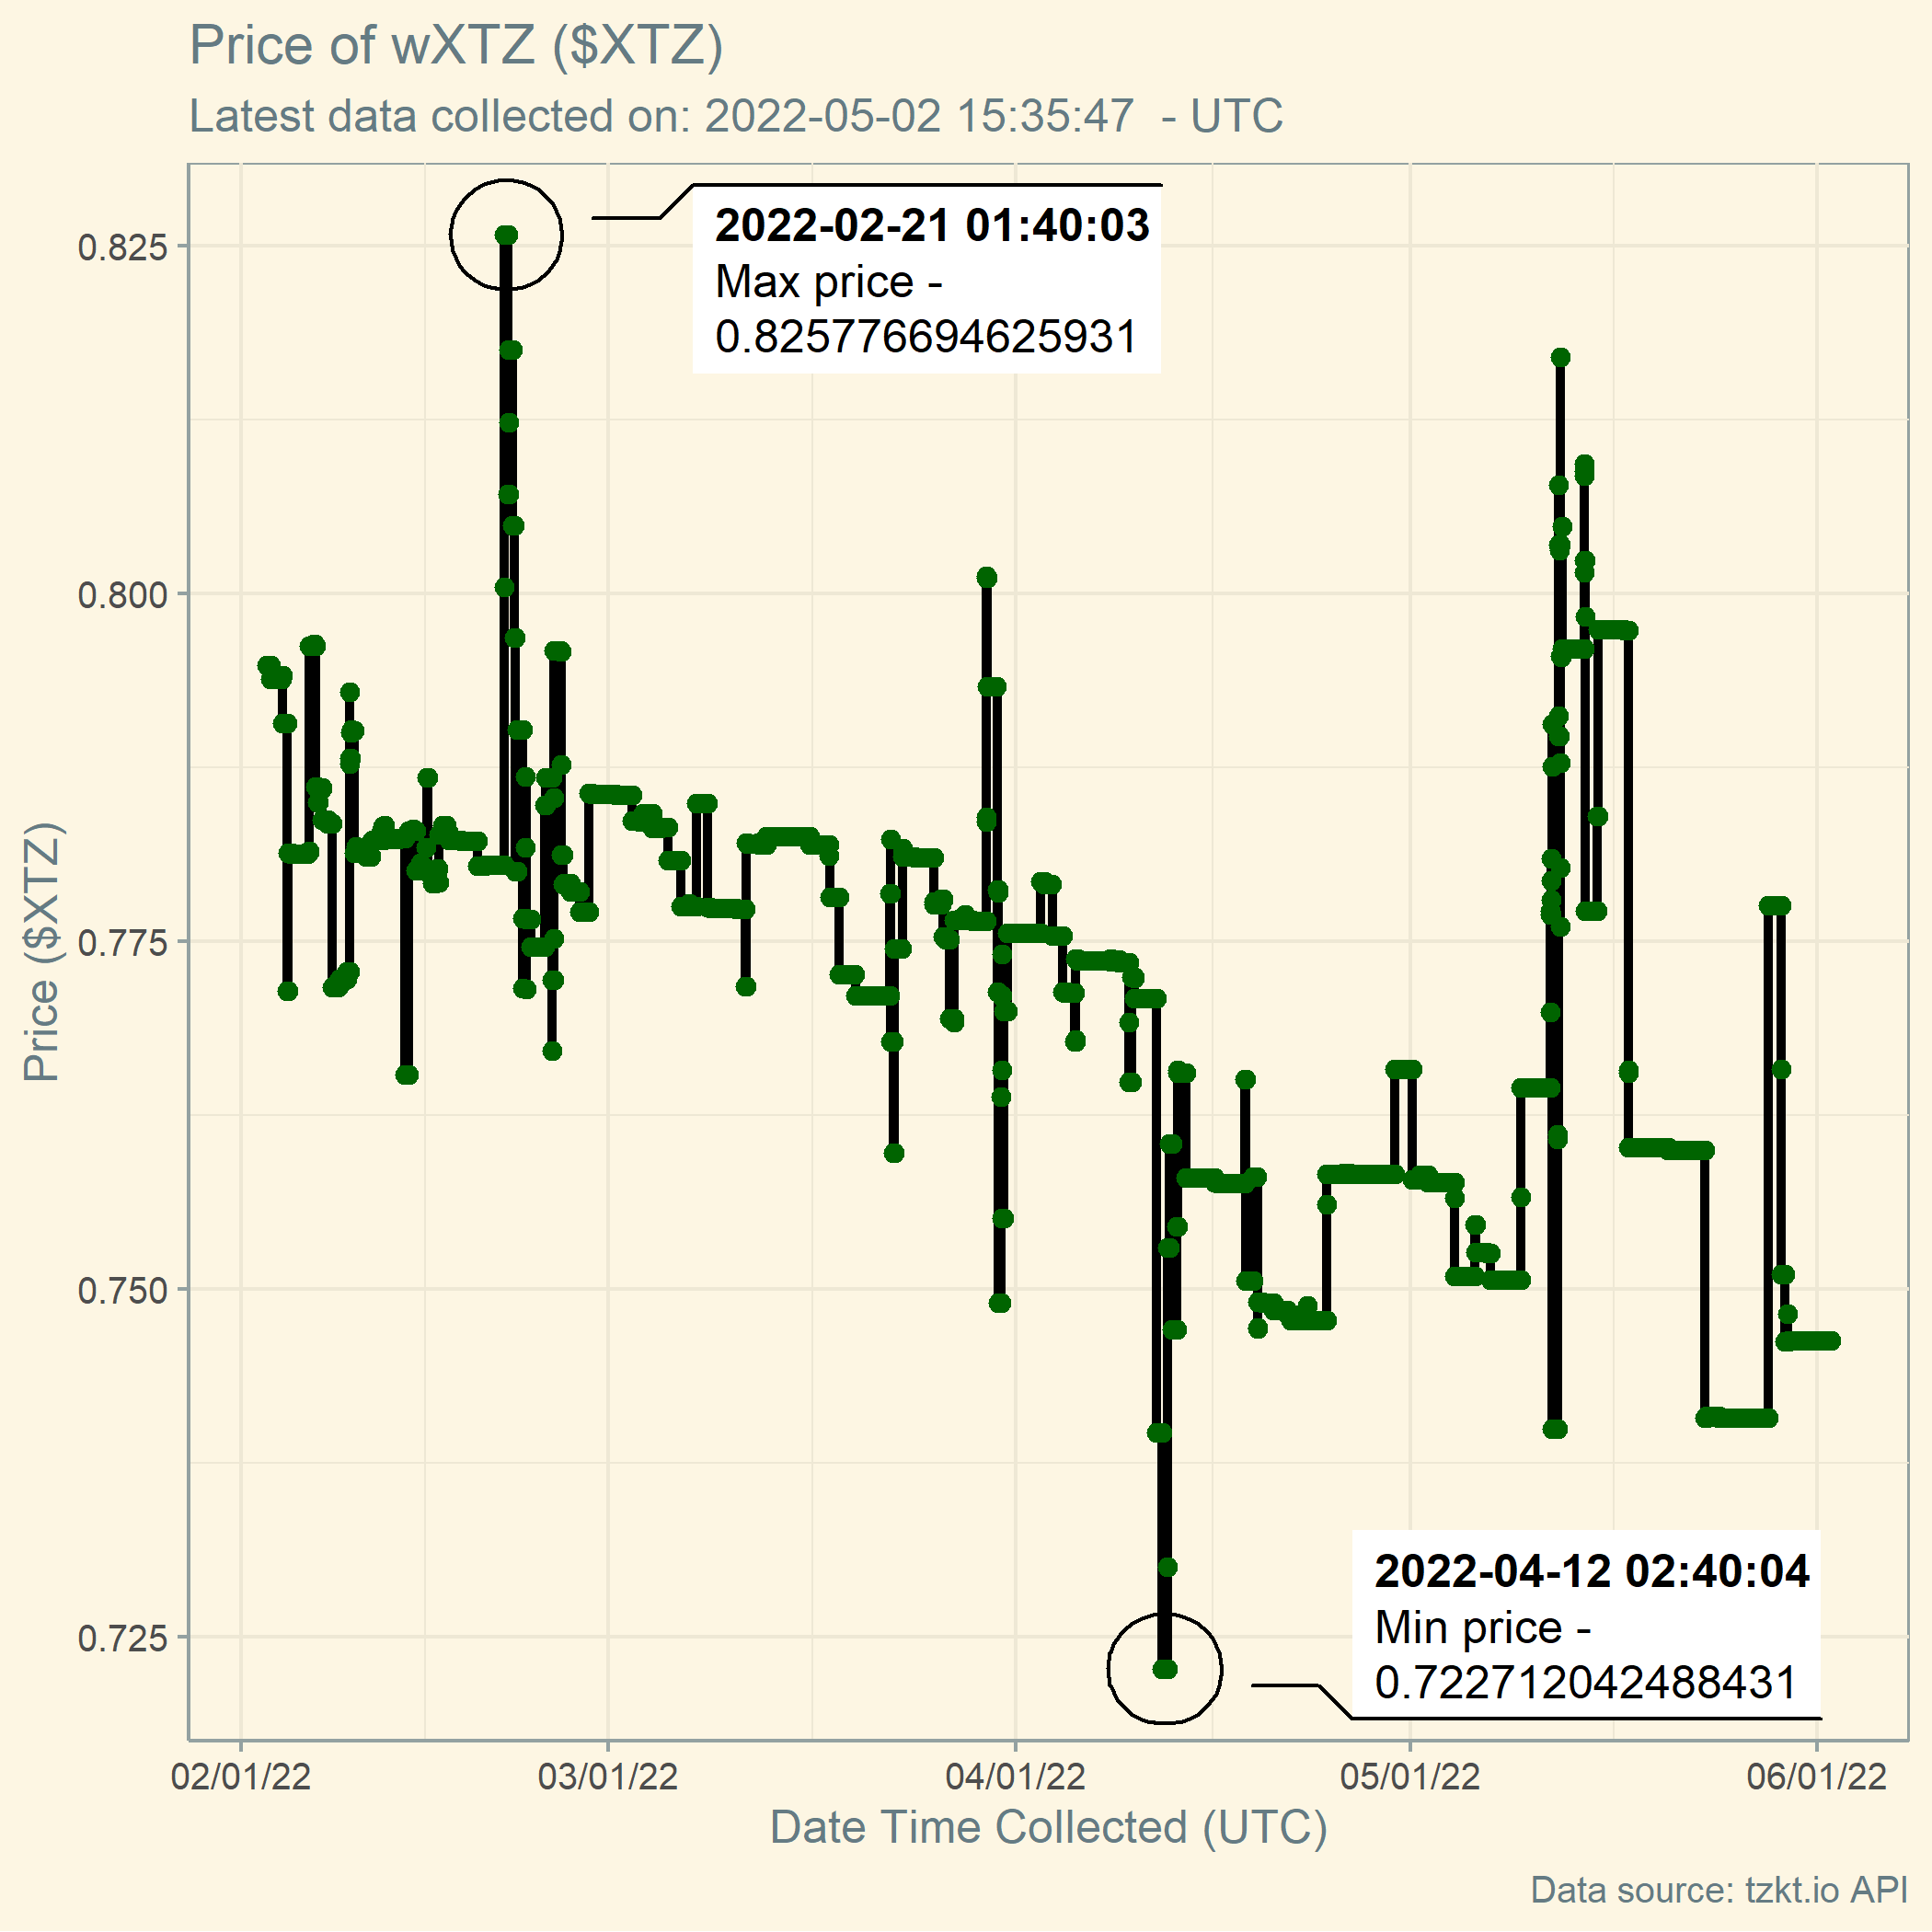 Price of wXTZ ($XTZ)
Latest data collected on: 2022-05-02 15:35:47  - UTC
2022-02-21 01:40:03
Max price -
0.825776694625931
0.825
0.800
0.775
0.750
0.725
Price ($XTZ)
2022-04-12 02:40:04
Min price -
0.722712042488431
02/01/22
03/01/22
04/01/22
05/01/22
06/01/22
Date Time Collected (UTC)
Data source: tzkt.io API